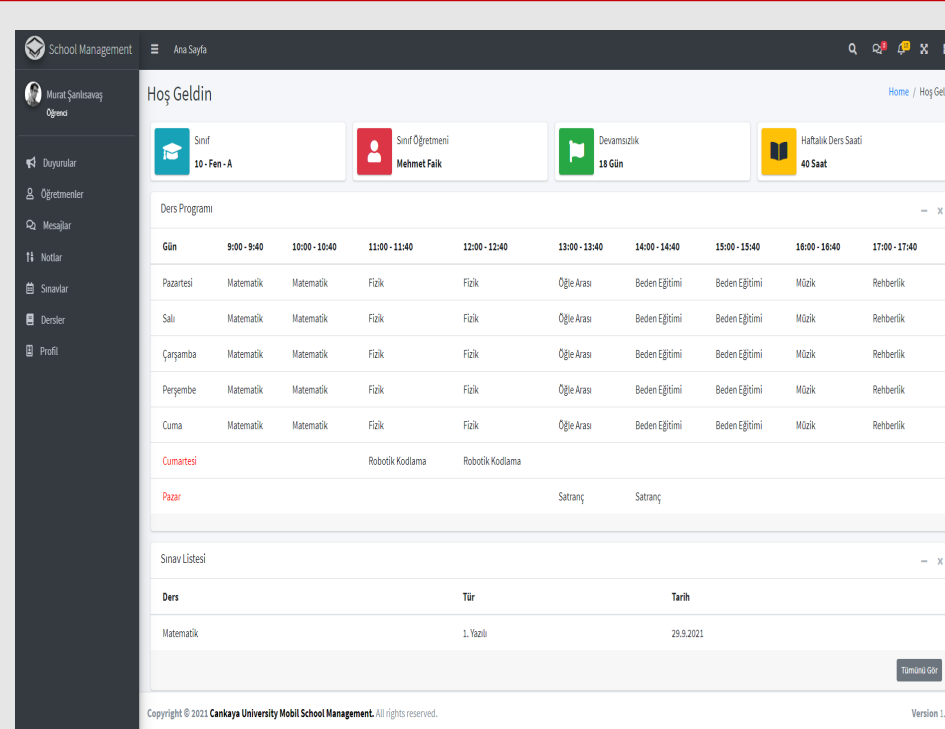 School Management
Ana Sayfa
Murat Şanlısavaş
Öğrenci
Duyurular
Öğretmenler
Mesajlar
Notlar
Sınavlar
Dersler
Profil
Hoş Geldin
Home / Hoş Gel
Sınıf
10 - Fen - A
Sınıf Öğretmeni
Mehmet Faik
Devamsızlık
18 Gün
Haftalık Ders Saati
40 Saat
Ders Programı
Gün 9:00 - 9:40 10:00 - 10:40 11:00 - 11:40 12:00 - 12:40 13:00 - 13:40 14:00 - 14:40 15:00 - 15:40 16:00 - 16:40 17:00 - 17:40
Pazartesi Matematik Matematik Fizik Fizik Öğle Arası Beden Eğitimi Beden Eğitimi Müzik Rehberlik
Salı Matematik Matematik Fizik Fizik Öğle Arası Beden Eğitimi Beden Eğitimi Müzik Rehberlik
Çarşamba Matematik Matematik Fizik Fizik Öğle Arası Beden Eğitimi Beden Eğitimi Müzik Rehberlik
Perşembe Matematik Matematik Fizik Fizik Öğle Arası Beden Eğitimi Beden Eğitimi Müzik Rehberlik
Cuma Matematik Matematik Fizik Fizik Öğle Arası Beden Eğitimi Beden Eğitimi Müzik Rehberlik
Cumartesi Robotik Kodlama Robotik Kodlama
Pazar Satranç Satranç
Sınav Listesi
Ders Tür Tarih
Matematik 1. Yazılı 29.9.2021
Tümünü Gör
Copyright © 2021 Cankaya University Mobil School Management. All rights reserved.
Version 1.